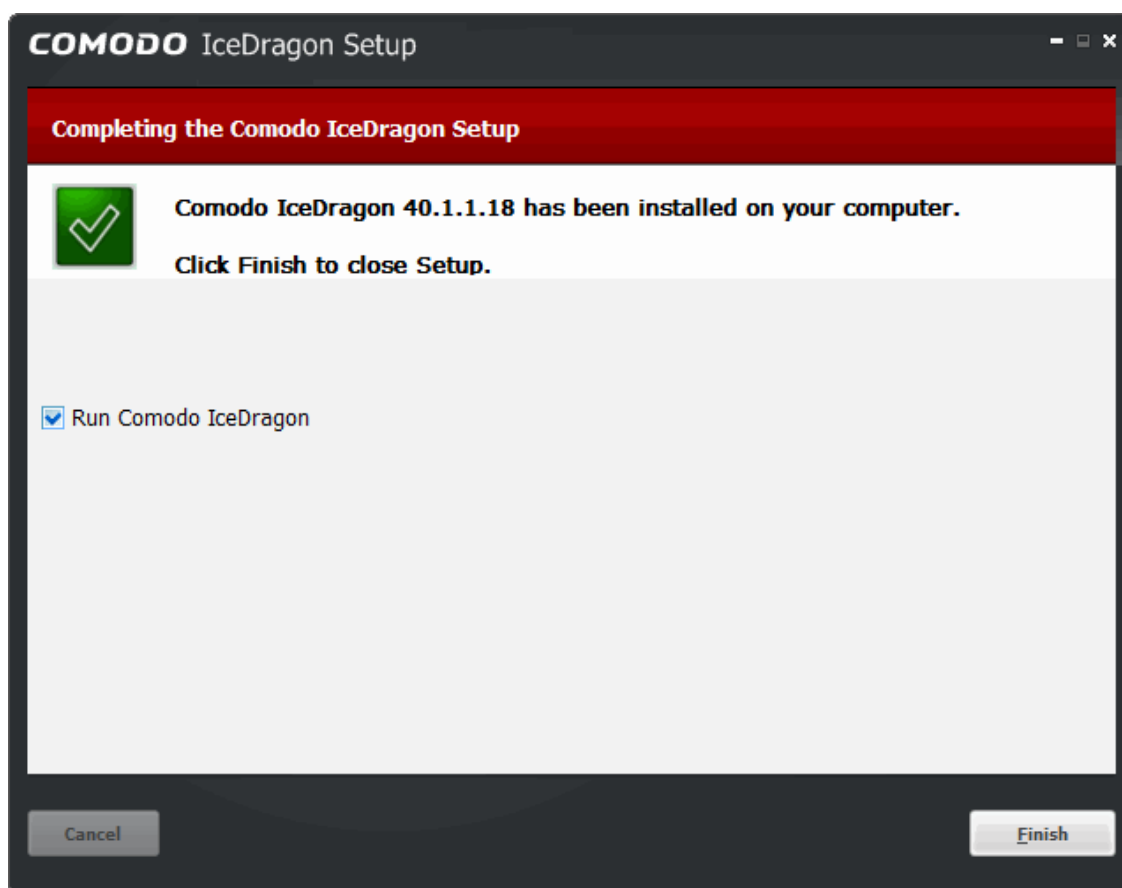 COMODO IceDragon Setup
Completing the Comodo IceDragon Setup
Comodo IceDragon 40.1.1.18 has been installed on your computer.
Click Finish to close Setup.
Run Comodo IceDragon
Cancel
Finish